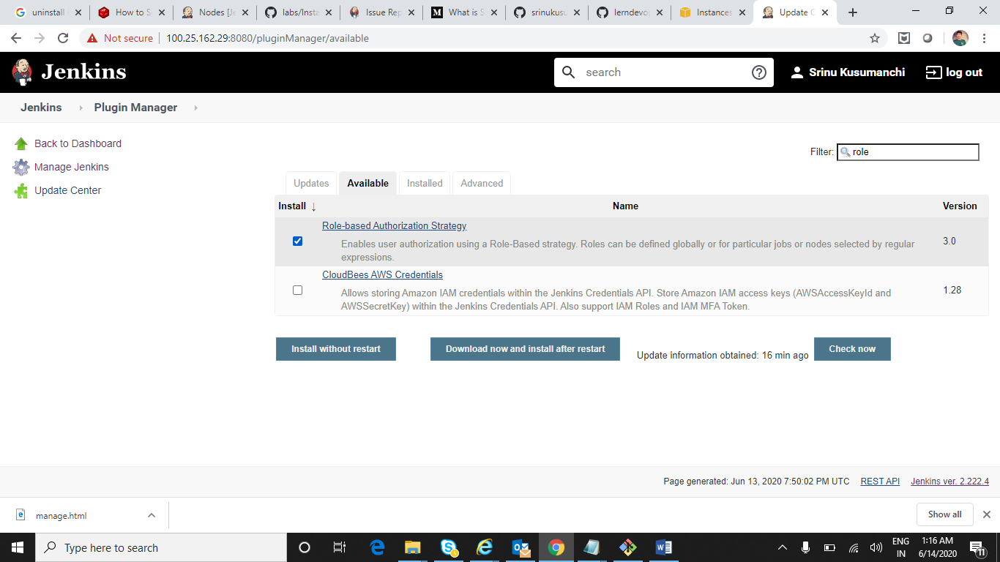 uninstall
How to S
Nodes [Je
labs/Insta
Issue Rep
What is S
srinukusu
lerndevop
Instances
Update C
Not secure
100.25.162.29:8080/pluginManager/available
Jenkins
search
Srinu Kusumanchi
log out
Jenkins
Plugin Manager
Back to Dashboard
Manage Jenkins
Update Center
Filter:
role
Updates
Available
Installed
Advanced
Install ↓
Name
Version
Role-based Authorization Strategy
Enables user authorization using a Role-Based strategy. Roles can be defined globally or for particular jobs or nodes selected by regular
expressions.
3.0
CloudBees AWS Credentials
Allows storing Amazon IAM credentials within the Jenkins Credentials API. Store Amazon IAM access keys (AWSAccessKeyId and
AWSSecretKey) within the Jenkins Credentials API. Also support IAM Roles and IAM MFA Token.
1.28
Install without restart
Download now and install after restart
Update information obtained: 16 min ago
Check now
Page generated: Jun 13, 2020 7:50:02 PM UTC
REST API
Jenkins ver. 2.222.4
manage.html
Show all
Type here to search
ENG
IN
1:16 AM
6/14/2020
11